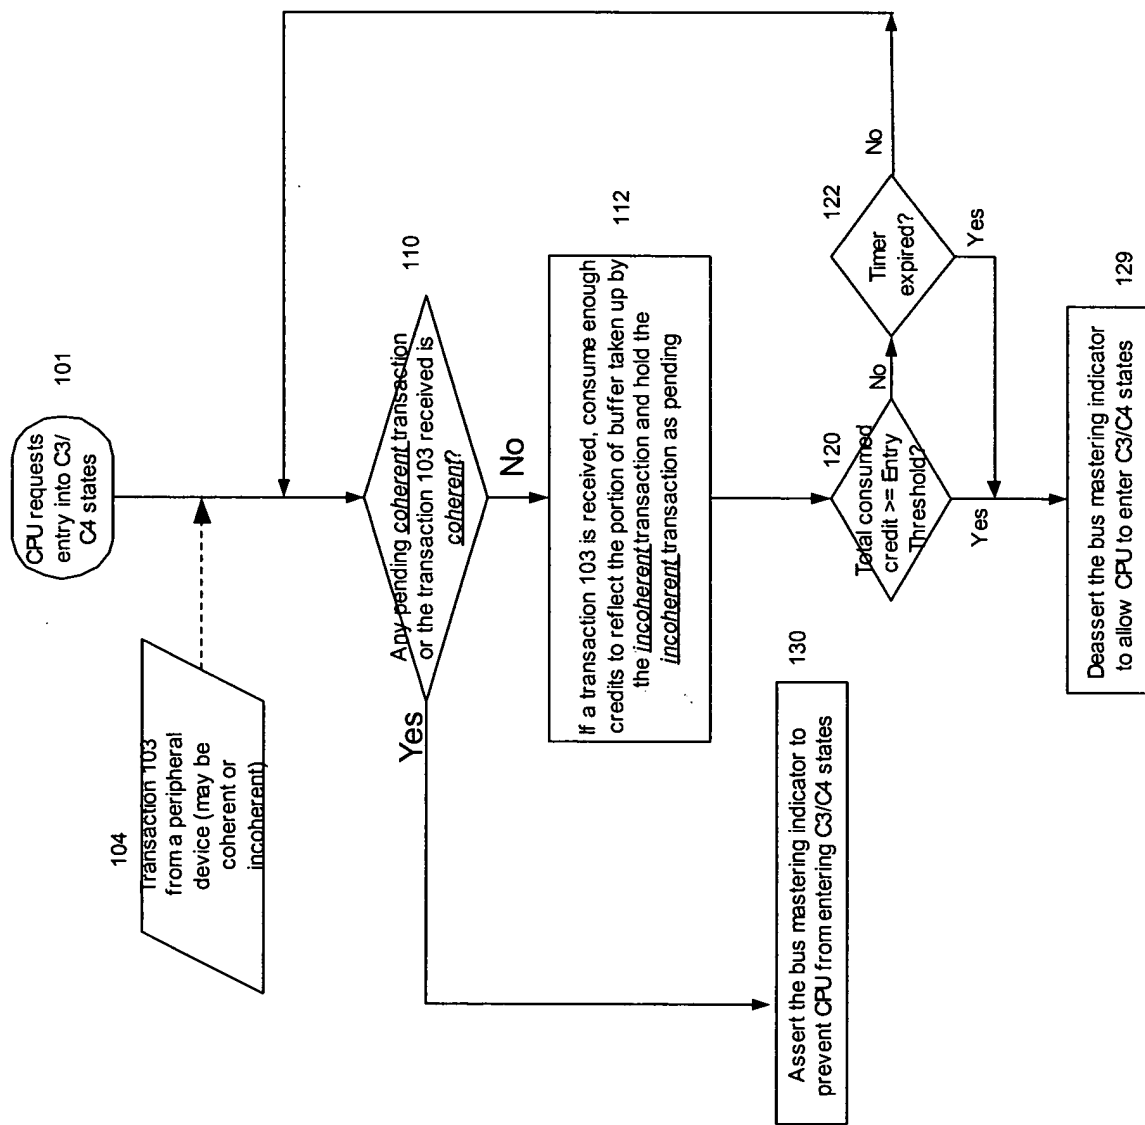 CPU requests
entry into C3/
C4 states
101
104
Transaction 103
from a peripheral
device (may be
coherent or
incoherent)
110
Any pending coherent transaction
or the transaction 103 received is
coherent?
Yes
No
112
If a transaction 103 is received, consume enough
credits to reflect the portion of buffer taken up by
the incoherent transaction and hold the
incoherent transaction as pending
120
Total consumed
credit >= Entry
Threshold?
No
Yes
122
Timer
expired?
No
Yes
130
Assert the bus mastering indicator to
prevent CPU from entering C3/C4 states
129
Deassert the bus mastering indicator
to allow CPU to enter C3/C4 states